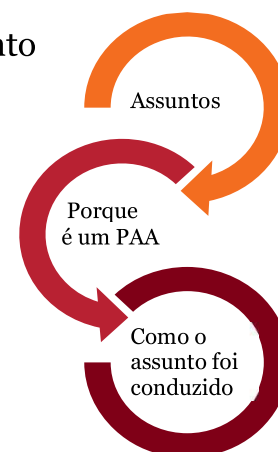 Assuntos
Porque
é um PAA
Como o
assunto foi
conduzido